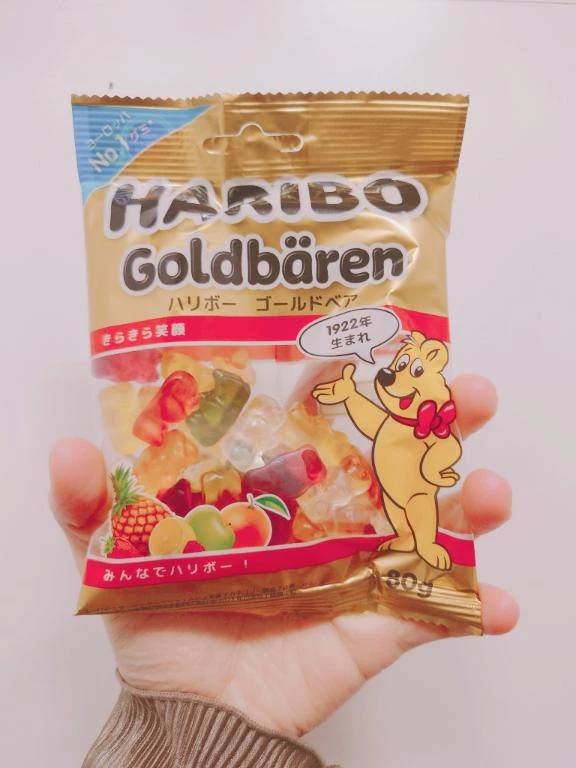 ヨーロッパ
No.1グミ*
HARIBO
Goldbären
ハリボー ゴールドベア
きらきら笑顔
1922年
生まれ
みんなでハリボー!
80g